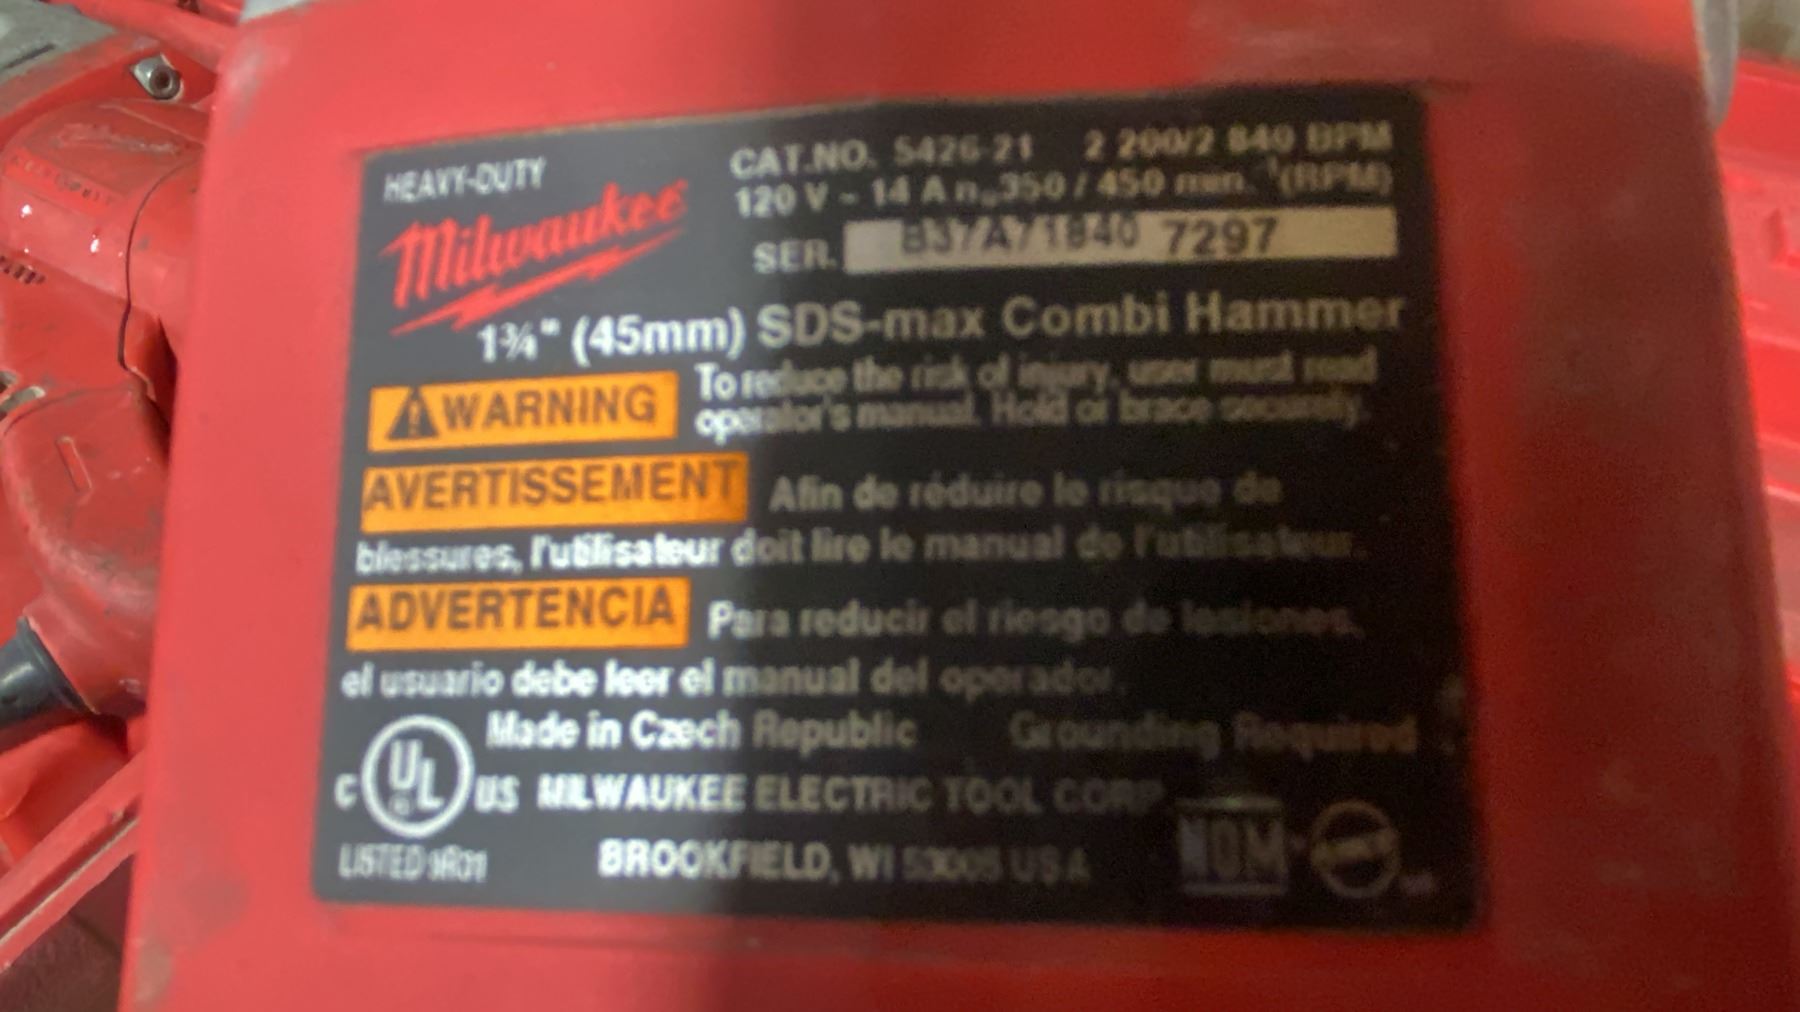 HEAVY-DUTY
Milwaukee
CAT.NO. 5426-21 2 200/2 840 BPM
120 V ~ 14 A n₀350 / 450 min.⁻¹(RPM)
SER. B37A71840 7297
1¾" (45mm) SDS-max Combi Hammer
WARNING To reduce the risk of injury, user must read
operator's manual. Hold or brace securely.
AVERTISSEMENT Afin de réduire le risque de
blessures, l'utilisateur doit lire le manual de l'utilisateur.
ADVERTENCIA Para reducir el riesgo de lesiones,
el usuario debe leer el manual del operador.
Made in Czech Republic Grounding Required
C UL US MILWAUKEE ELECTRIC TOOL CORP
LISTED 9R01 BROOKFIELD, WI 53005 USA
NOM